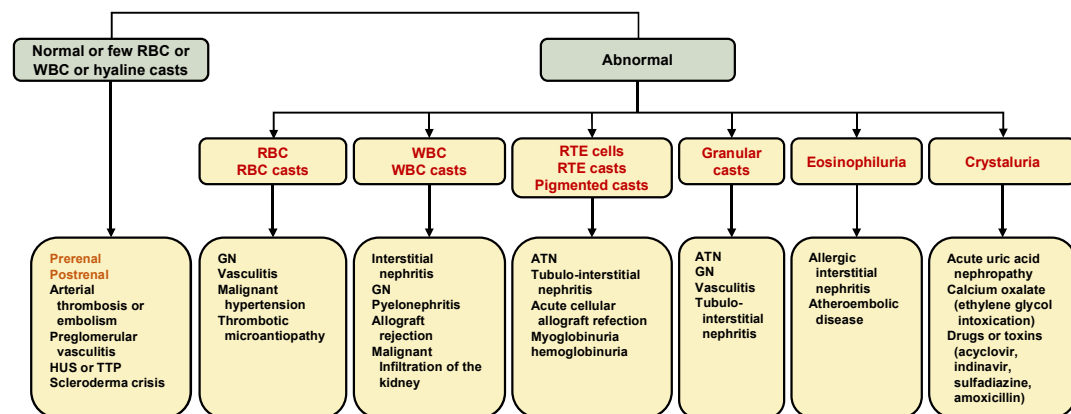 Normal or few RBC or
WBC or hyaline casts
Abnormal
RBC
RBC casts
WBC
WBC casts
RTE cells
RTE casts
Pigmented casts
Granular
casts
Eosinophiluria
Crystaluria
Prerenal
Postrenal
Arterial
thrombosis or
embolism
Preglomerular
vasculitis
HUS or TTP
Scleroderma crisis
GN
Vasculitis
Malignant
hypertension
Thrombotic
microantiopathy
Interstitial
nephritis
GN
Pyelonephritis
Allograft
rejection
Malignant
Infiltration of the
kidney
ATN
Tubulo-interstitial
nephritis
Acute cellular
allograft refection
Myoglobinuria
hemoglobinuria
ATN
GN
Vasculitis
Tubulo-
interstitial
nephritis
Allergic
interstitial
nephritis
Atheroembolic
disease
Acute uric acid
nephropathy
Calcium oxalate
(ethylene glycol
intoxication)
Drugs or toxins
(acyclovir,
indinavir,
sulfadiazine,
amoxicillin)